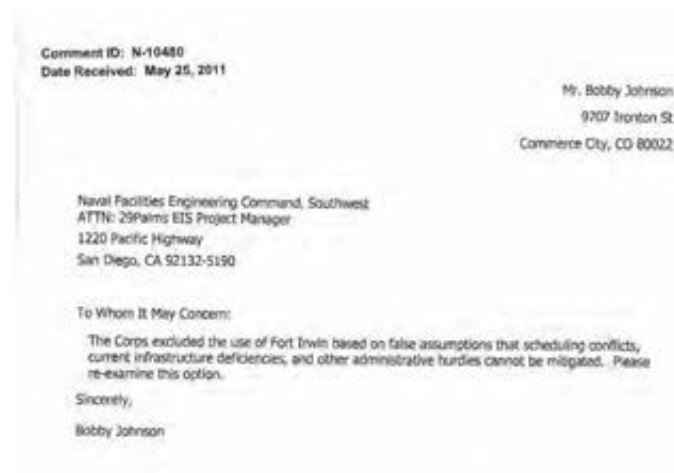 Comment ID: N-10480
Date Received: May 25, 2011
Mr. Bobby Johnson
9707 Ironton St
Commerce City, CO 80022
Naval Facilities Engineering Command, Southwest
ATTN: 29Palms EIS Project Manager
1220 Pacific Highway
San Diego, CA 92132-5190
To Whom It May Concern:
The Corps excluded the use of Fort Irwin based on false assumptions that scheduling conflicts,
current infrastructure deficiencies, and other administrative hurdles cannot be mitigated. Please
re-examine this option.
Sincerely,
Bobby Johnson